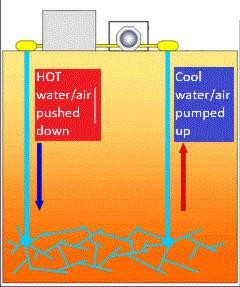 HOT
water/air
pushed
down
Cool
water/air
pumped
up